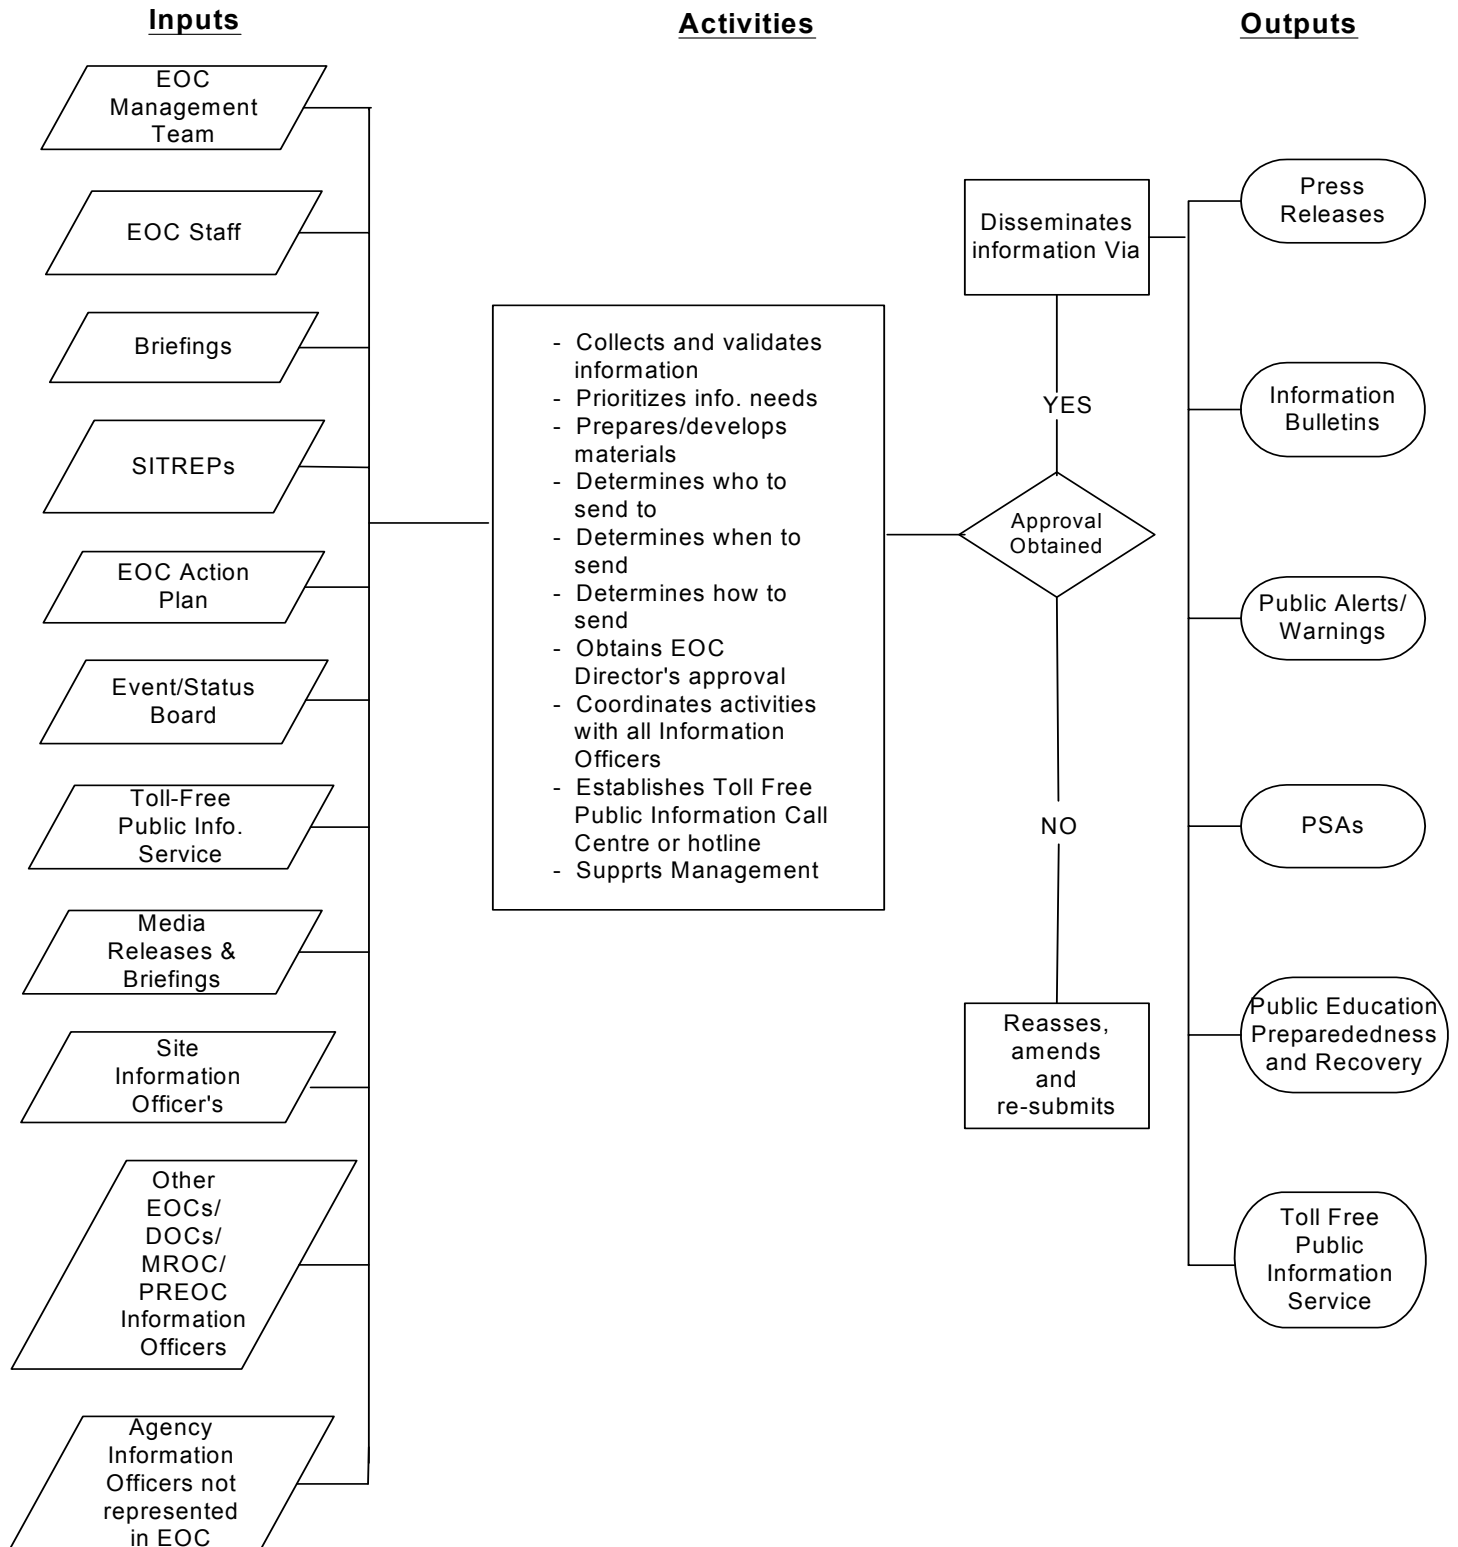 Inputs
Activities
Outputs
EOC
Management
Team
EOC Staff
Briefings
SITREPs
EOC Action
Plan
Event/Status
Board
Toll-Free
Public Info.
Service
Media
Releases &
Briefings
Site
Information
Officer's
Other
EOCs/
DOCs/
MROC/
PREOC
Information
Officers
Agency
Information
Officers not
represented
in EOC
- Collects and validates
information
- Prioritizes info. needs
- Prepares/develops
materials
- Determines who to
send to
- Determines when to
send
- Determines how to
send
- Obtains EOC
Director's approval
- Coordinates activities
with all Information
Officers
- Establishes Toll Free
Public Information Call
Centre or hotline
- Supprts Management
Disseminates
information Via
YES
Approval
Obtained
NO
Reasses,
amends
and
re-submits
Press
Releases
Information
Bulletins
Public Alerts/
Warnings
PSAs
Public Education
Preparededness
and Recovery
Toll Free
Public
Information
Service